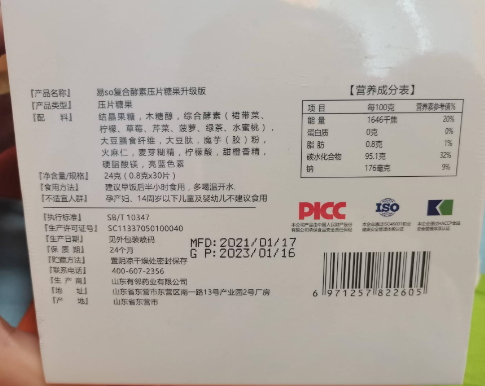 『产品名称』 易so复合酵素压片糖果升级版
『产品类型』 压片糖果
『配 料』 结晶果糖，木糖醇，综合酵素（裙带菜、
柠檬、草莓、芹菜、菠萝、绿茶、水蜜桃），
大豆膳食纤维，大豆肽，魔芋（胶）粉，
火麻仁，麦芽糊精，柠檬酸，甜橙香精，
硬脂酸镁，亮蓝色素
『净含量/规格』 24克（0.8克x30片）
『食用方法』 建议早饭后半小时食用，多喝温开水
『不适宜人群』 孕产妇、14周岁以下儿童及婴幼儿不建议食用
『执行标准』 SB/T 10347
『生产许可证号』 SC11337050100040
『生产日期』 见外包装喷码
『保 质 期』 24个月
『贮藏方法』 置阴凉干燥处密封保存
『联系电话』 400-607-2356
『生 产 商』 山东有邻药业有限公司
『地 址』 山东省东营市东营区南一路13号产业园2号厂房
『产 地』 山东省东营市
MFD:2021/01/17
G P:2023/01/16
【营养成分表】
项 目 每100克 营养素参考值%
能 量 1646千焦 20%
蛋白质 0克 0%
脂 肪 0.8克 1%
碳水化合物 95.1克 32%
钠 176毫克 9%
PICC ISO
6 971257 822605